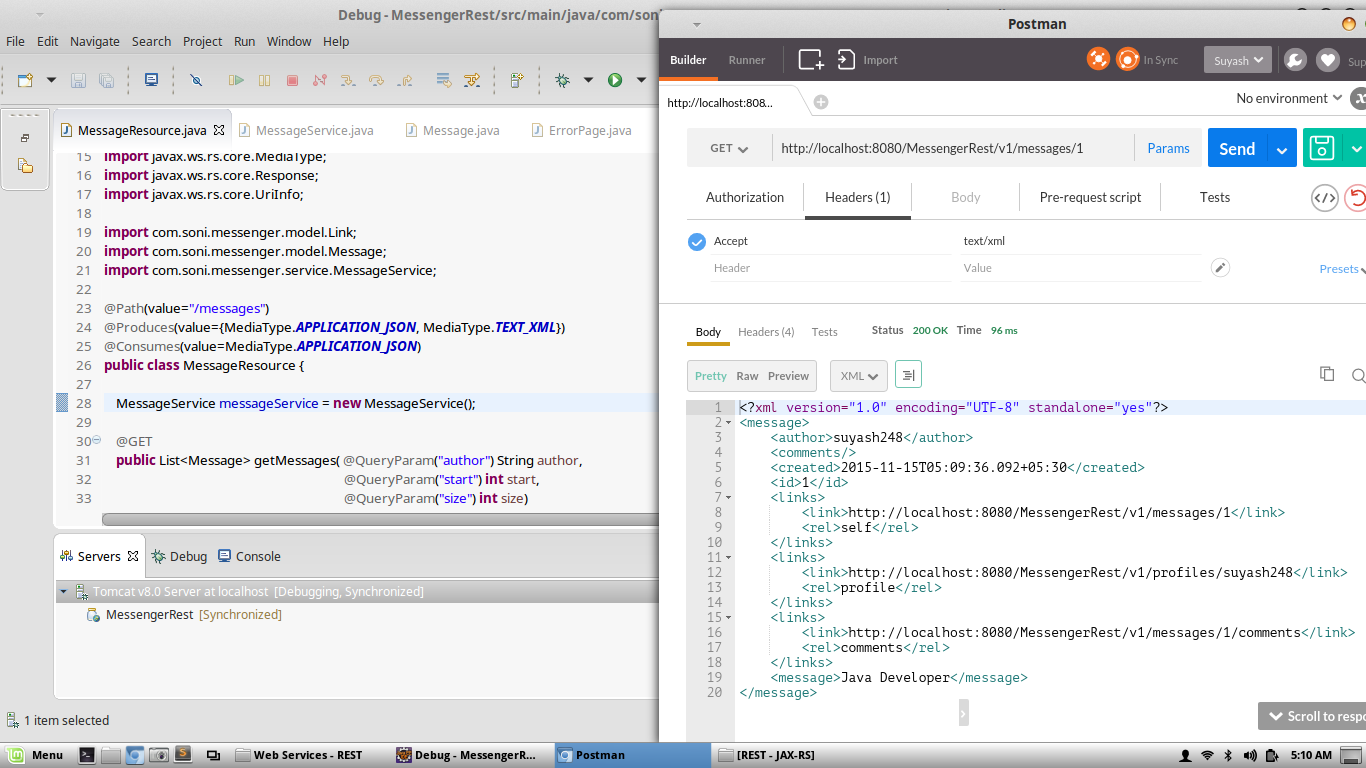 Debug - MessengerRest/src/main/java/com/soni
File Edit Navigate Search Project Run Window Help
MessageResource.java MessageService.java Message.java ErrorPage.java
15 import javax.ws.rs.core.MediaType;
16 import javax.ws.rs.core.Response;
17 import javax.ws.rs.core.UriInfo;
18
19 import com.soni.messenger.model.Link;
20 import com.soni.messenger.model.Message;
21 import com.soni.messenger.service.MessageService;
22
23 @Path(value="/messages")
24 @Produces(value={MediaType.APPLICATION_JSON, MediaType.TEXT_XML})
25 @Consumes(value=MediaType.APPLICATION_JSON)
26 public class MessageResource {
27
28 MessageService messageService = new MessageService();
29
30 @GET
31 public List<Message> getMessages( @QueryParam("author") String author,
32 @QueryParam("start") int start,
33 @QueryParam("size") int size)
Servers Debug Console
Tomcat v8.0 Server at localhost [Debugging, Synchronized]
MessengerRest [Synchronized]
1 item selected
Postman
Builder Runner Import In Sync Suyash Sup
http://localhost:808... No environment
GET http://localhost:8080/MessengerRest/v1/messages/1 Params Send
Authorization Headers (1) Body Pre-request script Tests
Accept text/xml
Header Value Presets
Body Headers (4) Tests Status 200 OK Time 96 ms
Pretty Raw Preview XML
1 <?xml version="1.0" encoding="UTF-8" standalone="yes"?>
2 <message>
3 <author>suyash248</author>
4 <comments/>
5 <created>2015-11-15T05:09:36.092+05:30</created>
6 <id>1</id>
7 <links>
8 <link>http://localhost:8080/MessengerRest/v1/messages/1</link>
9 <rel>self</rel>
10 </links>
11 <links>
12 <link>http://localhost:8080/MessengerRest/v1/profiles/suyash248</link>
13 <rel>profile</rel>
14 </links>
15 <links>
16 <link>http://localhost:8080/MessengerRest/v1/messages/1/comments</link>
17 <rel>comments</rel>
18 </links>
19 <message>Java Developer</message>
20 </message>
Scroll to respo
Menu Web Services - REST Debug - MessengerR... Postman [REST - JAX-RS] 5:10 AM